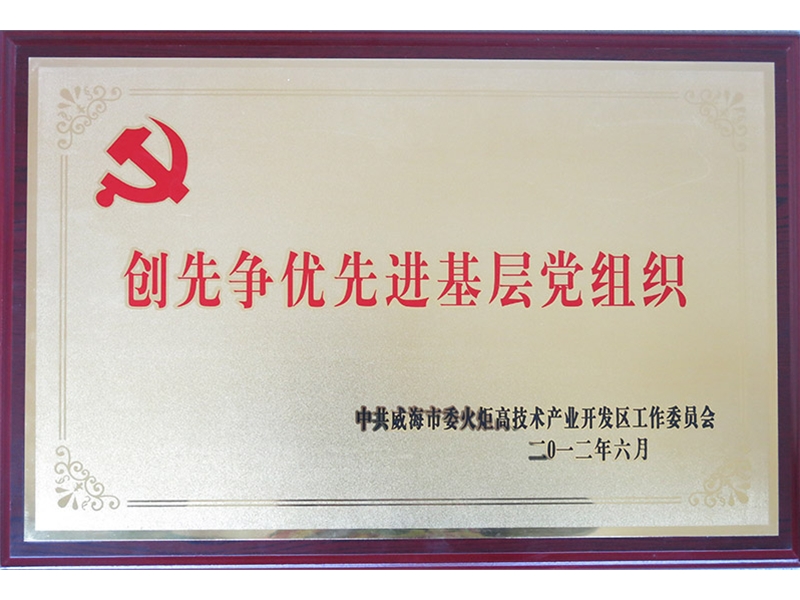 创先争优先进基层党组织
中共威海市委火炬高技术产业开发区工作委员会
二0一二年六月